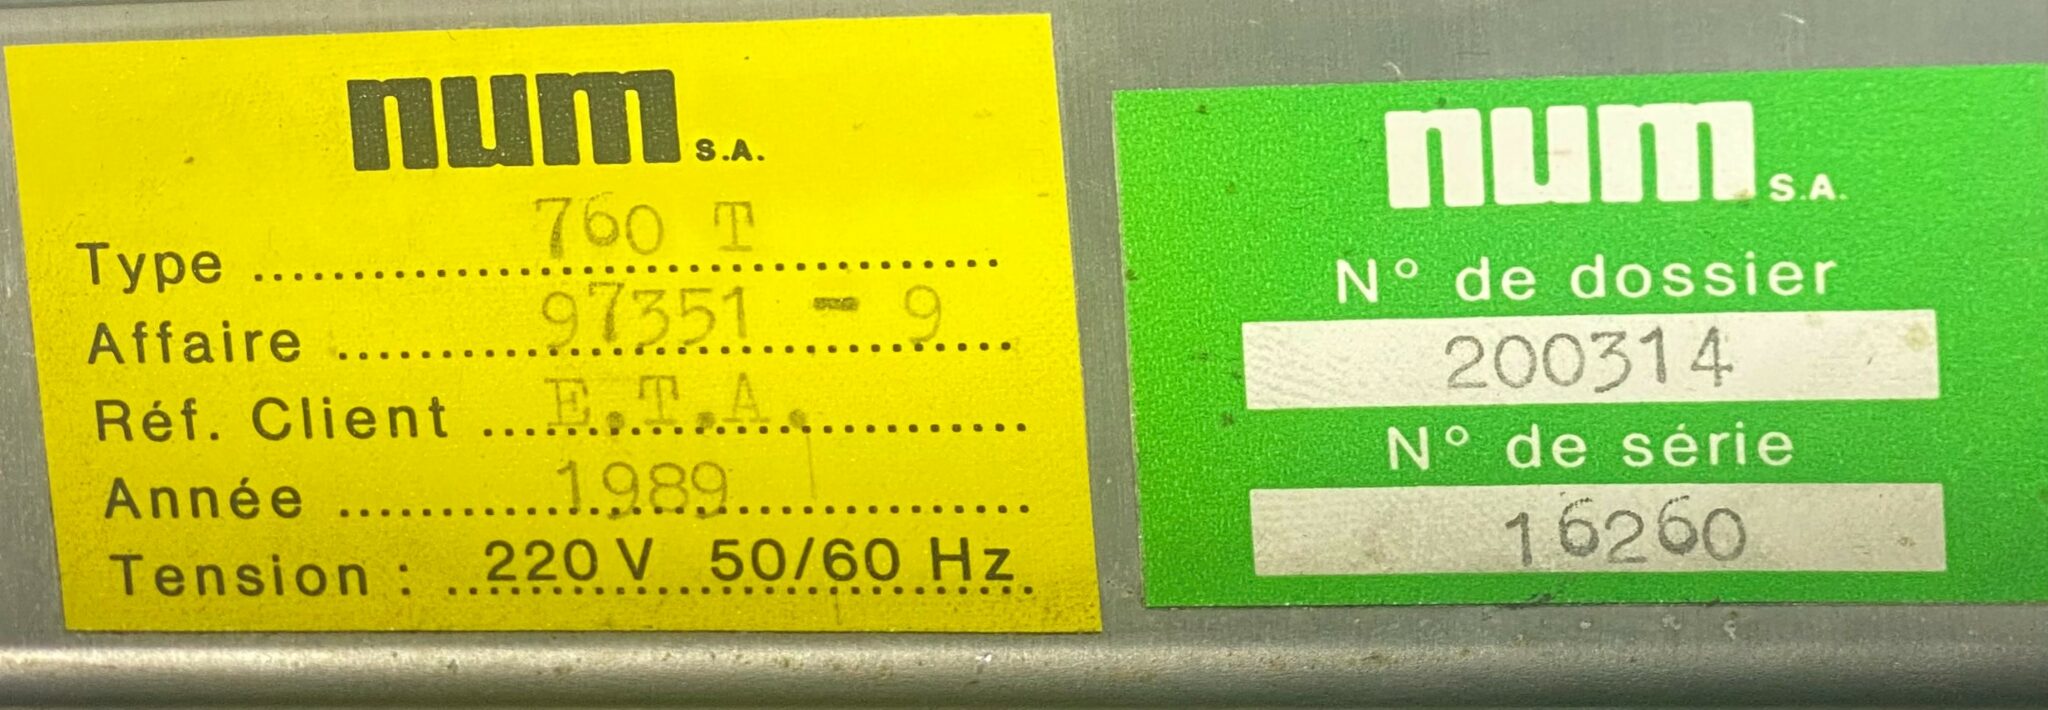 num S.A.
Type 760 T
Affaire 97351 - 9
Réf. Client E.T.A.
Année 1989
Tension : 220 V 50/60 Hz
num S.A.
N° de dossier
200314
N° de série
16260